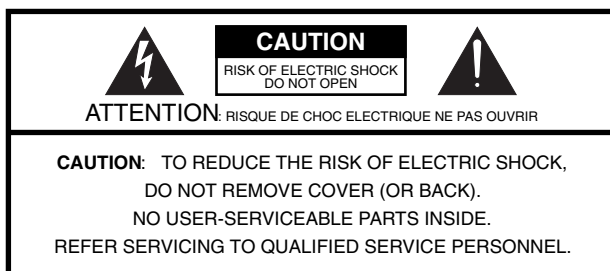 CAUTION
RISK OF ELECTRIC SHOCK
DO NOT OPEN
ATTENTION: RISQUE DE CHOC ELECTRIQUE NE PAS OUVRIR
CAUTION: TO REDUCE THE RISK OF ELECTRIC SHOCK,
DO NOT REMOVE COVER (OR BACK).
NO USER-SERVICEABLE PARTS INSIDE.
REFER SERVICING TO QUALIFIED SERVICE PERSONNEL.